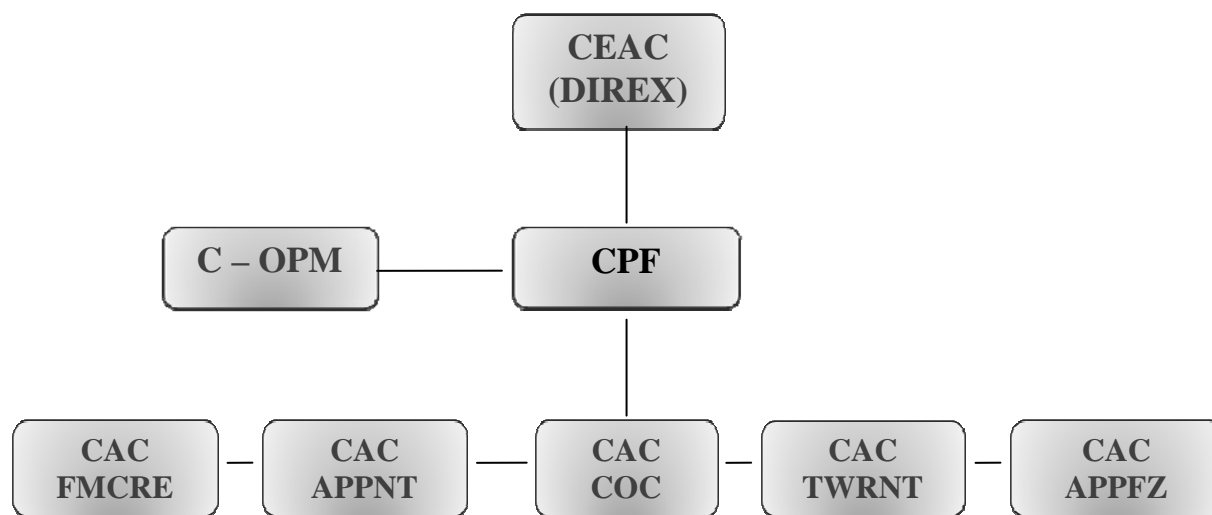 CEAC
(DIREX)
C – OPM
CPF
CAC
FMCRE
CAC
APPNT
CAC
COC
CAC
TWRNT
CAC
APPFZ